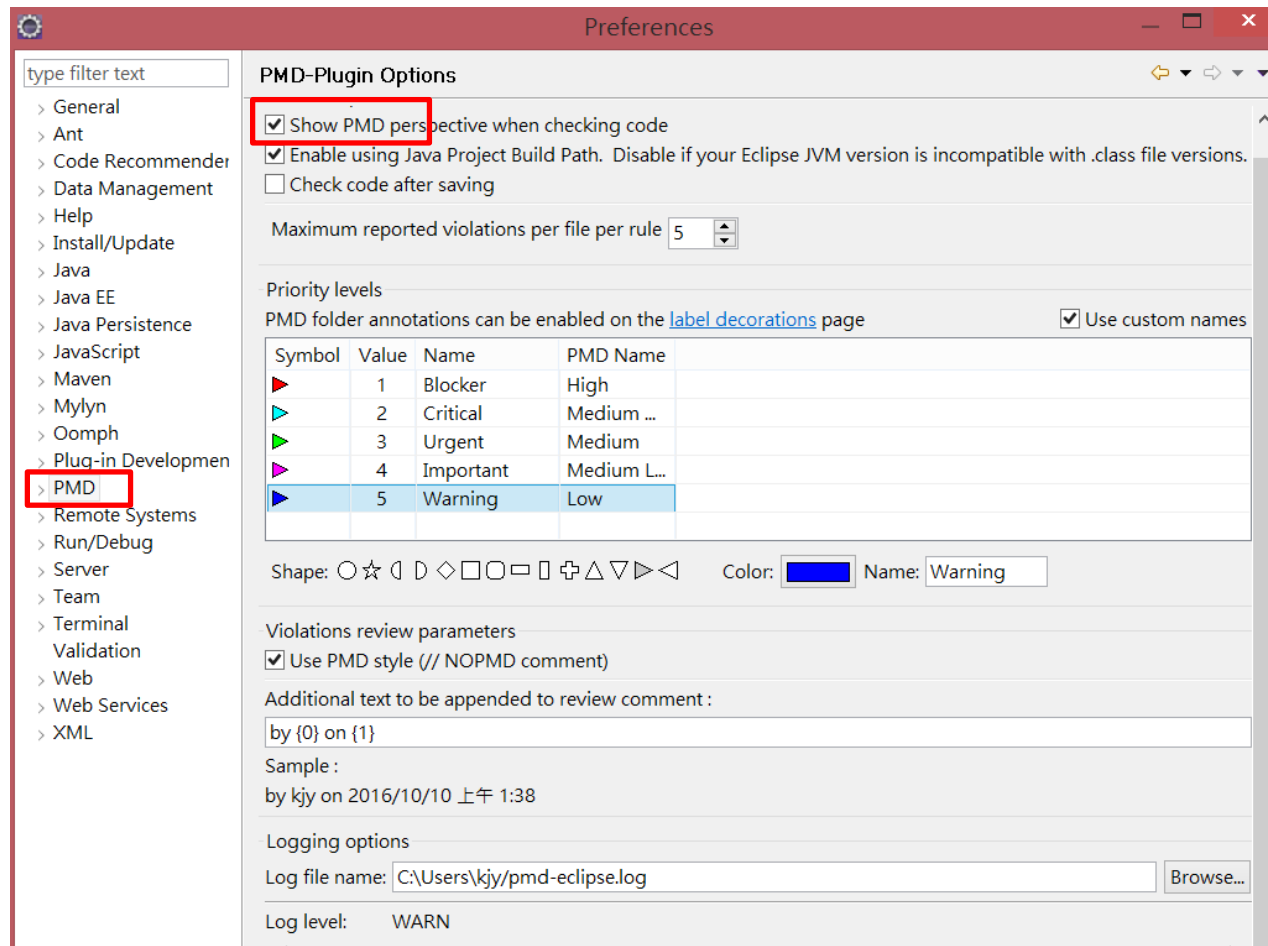 Preferences
type filter text
General
Ant
Code Recommender
Data Management
Help
Install/Update
Java
Java EE
Java Persistence
JavaScript
Maven
Mylyn
Oomph
Plug-in Developmen
PMD
Remote Systems
Run/Debug
Server
Team
Terminal
Validation
Web
Web Services
XML
PMD-Plugin Options
Show PMD perspective when checking code
Enable using Java Project Build Path. Disable if your Eclipse JVM version is incompatible with .class file versions.
Check code after saving
Maximum reported violations per file per rule 5
Priority levels
PMD folder annotations can be enabled on the label decorations page Use custom names
Symbol Value Name PMD Name
1 Blocker High
2 Critical Medium ...
3 Urgent Medium
4 Important Medium L...
5 Warning Low
Shape: Color: Name: Warning
Violations review parameters
Use PMD style (// NOPMD comment)
Additional text to be appended to review comment :
by {0} on {1}
Sample :
by kjy on 2016/10/10 上午 1:38
Logging options
Log file name: C:\Users\kjy/pmd-eclipse.log Browse...
Log level: WARN